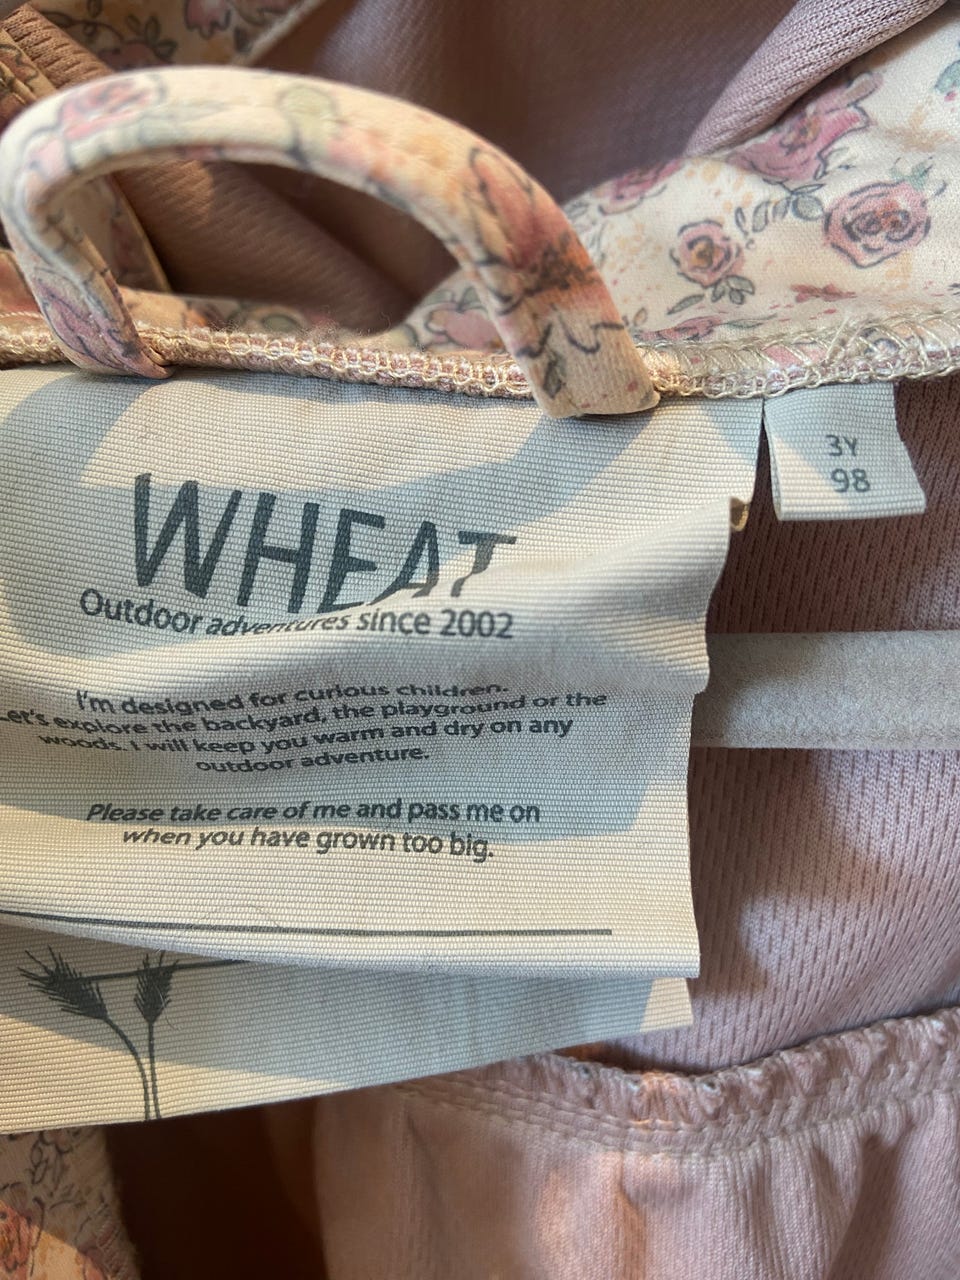 WHEAT
Outdoor adventures since 2002
I'm designed for curious children.
Let's explore the backyard, the playground or the
woods. I will keep you warm and dry on any
outdoor adventure.
Please take care of me and pass me on
when you have grown too big.
3Y
98